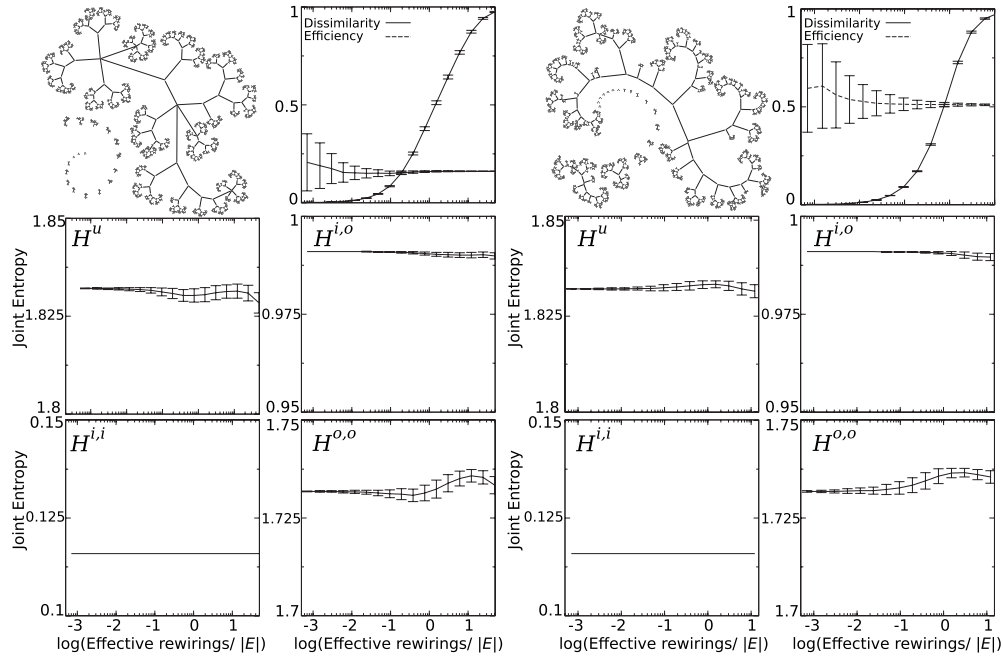 1
Dissimilarity
Efficiency
0.5
0
1
Dissimilarity
Efficiency
0.5
0
1.85
H^u
Joint Entropy
1.825
1.8
1
H^{i,o}
0.975
0.95
1.85
H^u
Joint Entropy
1.825
1.8
1
H^{i,o}
0.975
0.95
0.15
H^{i,i}
Joint Entropy
0.125
0.1
-3 -2 -1 0 1
log(Effective rewirings/ |E|)
1.75
H^{o,o}
1.725
1.7
-3 -2 -1 0 1
log(Effective rewirings/ |E|)
0.15
H^{i,i}
Joint Entropy
0.125
0.1
-3 -2 -1 0 1
log(Effective rewirings/ |E|)
1.75
H^{o,o}
1.725
1.7
-3 -2 -1 0 1
log(Effective rewirings/ |E|)